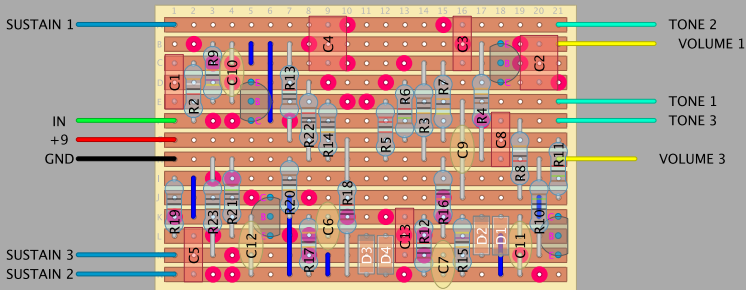 1 2 3 4 5 6 7 8 9 10 11 12 13 14 15 16 17 18 19 20 21
SUSTAIN 1
TONE 2
VOLUME 1
C4
C3
C2
R9
C10
C1
R2
R13
R6
R7
R4
TONE 1
IN
TONE 3
R22
R14
R5
R3
C8
+9
GND
C9
R8
R11
VOLUME 3
R19
R23
R21
R20
R18
R16
R10
C5
C12
R17
C6
D3
D4
C13
R12
C7
R15
D2
D1
C11
SUSTAIN 3
SUSTAIN 2